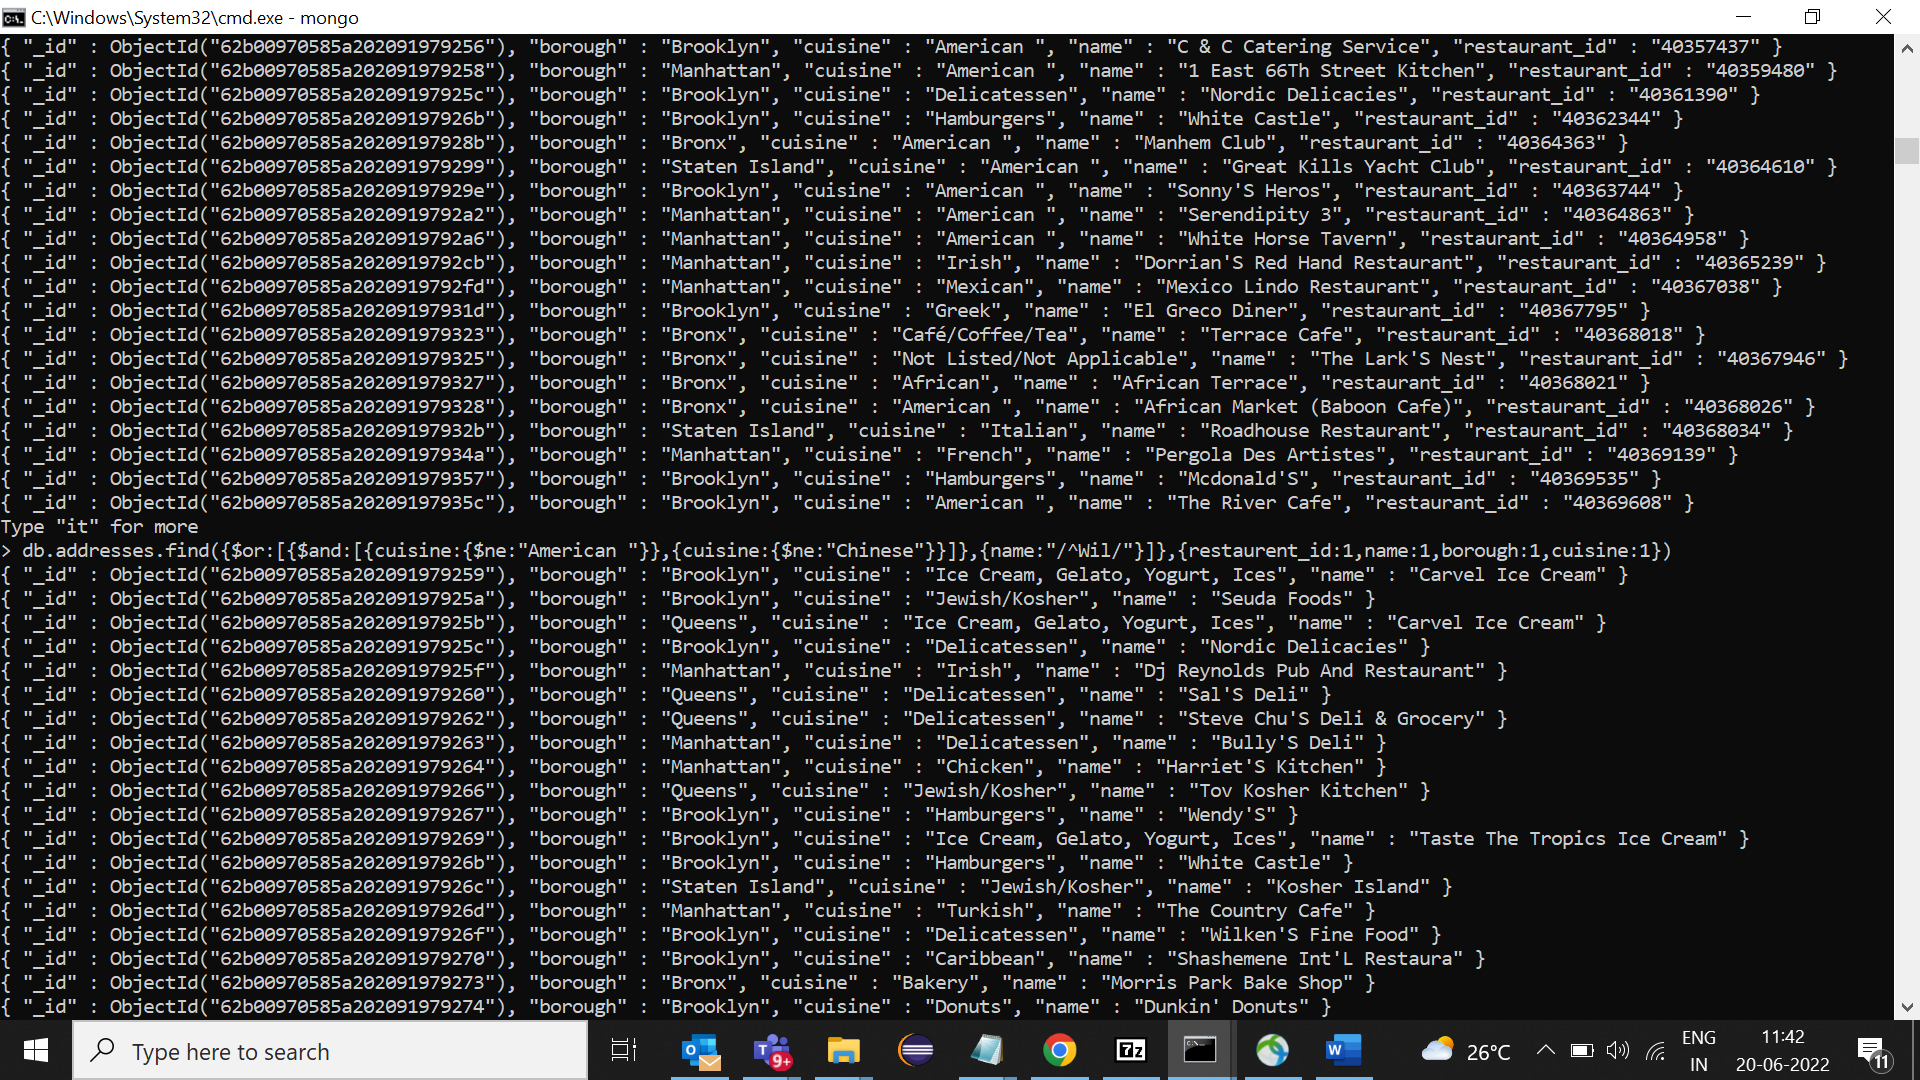 C:\Windows\System32\cmd.exe - mongo
{ "_id" : ObjectId("62b00970585a202091979256"), "borough" : "Brooklyn", "cuisine" : "American ", "name" : "C & C Catering Service", "restaurant_id" : "40357437" }
{ "_id" : ObjectId("62b00970585a202091979258"), "borough" : "Manhattan", "cuisine" : "American ", "name" : "1 East 66Th Street Kitchen", "restaurant_id" : "40359480" }
{ "_id" : ObjectId("62b00970585a20209197925c"), "borough" : "Brooklyn", "cuisine" : "Delicatessen", "name" : "Nordic Delicacies", "restaurant_id" : "40361390" }
{ "_id" : ObjectId("62b00970585a20209197926b"), "borough" : "Brooklyn", "cuisine" : "Hamburgers", "name" : "White Castle", "restaurant_id" : "40362344" }
{ "_id" : ObjectId("62b00970585a20209197928b"), "borough" : "Bronx", "cuisine" : "American ", "name" : "Manhem Club", "restaurant_id" : "40364363" }
{ "_id" : ObjectId("62b00970585a202091979299"), "borough" : "Staten Island", "cuisine" : "American ", "name" : "Great Kills Yacht Club", "restaurant_id" : "40364610" }
{ "_id" : ObjectId("62b00970585a20209197929e"), "borough" : "Brooklyn", "cuisine" : "American ", "name" : "Sonny'S Heros", "restaurant_id" : "40363744" }
{ "_id" : ObjectId("62b00970585a2020919792a2"), "borough" : "Manhattan", "cuisine" : "American ", "name" : "Serendipity 3", "restaurant_id" : "40364863" }
{ "_id" : ObjectId("62b00970585a2020919792a6"), "borough" : "Manhattan", "cuisine" : "American ", "name" : "White Horse Tavern", "restaurant_id" : "40364958" }
{ "_id" : ObjectId("62b00970585a2020919792cb"), "borough" : "Manhattan", "cuisine" : "Irish", "name" : "Dorrian'S Red Hand Restaurant", "restaurant_id" : "40365239" }
{ "_id" : ObjectId("62b00970585a2020919792fd"), "borough" : "Manhattan", "cuisine" : "Mexican", "name" : "Mexico Lindo Restaurant", "restaurant_id" : "40367038" }
{ "_id" : ObjectId("62b00970585a20209197931d"), "borough" : "Brooklyn", "cuisine" : "Greek", "name" : "El Greco Diner", "restaurant_id" : "40367795" }
{ "_id" : ObjectId("62b00970585a202091979323"), "borough" : "Bronx", "cuisine" : "Café/Coffee/Tea", "name" : "Terrace Cafe", "restaurant_id" : "40368018" }
{ "_id" : ObjectId("62b00970585a202091979325"), "borough" : "Bronx", "cuisine" : "Not Listed/Not Applicable", "name" : "The Lark'S Nest", "restaurant_id" : "40367946" }
{ "_id" : ObjectId("62b00970585a202091979327"), "borough" : "Bronx", "cuisine" : "African", "name" : "African Terrace", "restaurant_id" : "40368021" }
{ "_id" : ObjectId("62b00970585a202091979328"), "borough" : "Bronx", "cuisine" : "American ", "name" : "African Market (Baboon Cafe)", "restaurant_id" : "40368026" }
{ "_id" : ObjectId("62b00970585a20209197932b"), "borough" : "Staten Island", "cuisine" : "Italian", "name" : "Roadhouse Restaurant", "restaurant_id" : "40368034" }
{ "_id" : ObjectId("62b00970585a20209197934a"), "borough" : "Manhattan", "cuisine" : "French", "name" : "Pergola Des Artistes", "restaurant_id" : "40369139" }
{ "_id" : ObjectId("62b00970585a202091979357"), "borough" : "Brooklyn", "cuisine" : "Hamburgers", "name" : "Mcdonald'S", "restaurant_id" : "40369535" }
{ "_id" : ObjectId("62b00970585a20209197935c"), "borough" : "Brooklyn", "cuisine" : "American ", "name" : "The River Cafe", "restaurant_id" : "40369608" }
Type "it" for more
> db.addresses.find({$or:[{$and:[{cuisine:{$ne:"American "}},{cuisine:{$ne:"Chinese"}}]},{name:"/^Wil/"}]},{restaurent_id:1,name:1,borough:1,cuisine:1})
{ "_id" : ObjectId("62b00970585a202091979259"), "borough" : "Brooklyn", "cuisine" : "Ice Cream, Gelato, Yogurt, Ices", "name" : "Carvel Ice Cream" }
{ "_id" : ObjectId("62b00970585a20209197925a"), "borough" : "Brooklyn", "cuisine" : "Jewish/Kosher", "name" : "Seuda Foods" }
{ "_id" : ObjectId("62b00970585a20209197925b"), "borough" : "Queens", "cuisine" : "Ice Cream, Gelato, Yogurt, Ices", "name" : "Carvel Ice Cream" }
{ "_id" : ObjectId("62b00970585a20209197925c"), "borough" : "Brooklyn", "cuisine" : "Delicatessen", "name" : "Nordic Delicacies" }
{ "_id" : ObjectId("62b00970585a20209197925f"), "borough" : "Manhattan", "cuisine" : "Irish", "name" : "Dj Reynolds Pub And Restaurant" }
{ "_id" : ObjectId("62b00970585a202091979260"), "borough" : "Queens", "cuisine" : "Delicatessen", "name" : "Sal'S Deli" }
{ "_id" : ObjectId("62b00970585a202091979262"), "borough" : "Queens", "cuisine" : "Delicatessen", "name" : "Steve Chu'S Deli & Grocery" }
{ "_id" : ObjectId("62b00970585a202091979263"), "borough" : "Manhattan", "cuisine" : "Delicatessen", "name" : "Bully'S Deli" }
{ "_id" : ObjectId("62b00970585a202091979264"), "borough" : "Manhattan", "cuisine" : "Chicken", "name" : "Harriet'S Kitchen" }
{ "_id" : ObjectId("62b00970585a202091979266"), "borough" : "Queens", "cuisine" : "Jewish/Kosher", "name" : "Tov Kosher Kitchen" }
{ "_id" : ObjectId("62b00970585a202091979267"), "borough" : "Brooklyn", "cuisine" : "Hamburgers", "name" : "Wendy'S" }
{ "_id" : ObjectId("62b00970585a202091979269"), "borough" : "Brooklyn", "cuisine" : "Ice Cream, Gelato, Yogurt, Ices", "name" : "Taste The Tropics Ice Cream" }
{ "_id" : ObjectId("62b00970585a20209197926b"), "borough" : "Brooklyn", "cuisine" : "Hamburgers", "name" : "White Castle" }
{ "_id" : ObjectId("62b00970585a20209197926c"), "borough" : "Staten Island", "cuisine" : "Jewish/Kosher", "name" : "Kosher Island" }
{ "_id" : ObjectId("62b00970585a20209197926d"), "borough" : "Manhattan", "cuisine" : "Turkish", "name" : "The Country Cafe" }
{ "_id" : ObjectId("62b00970585a20209197926f"), "borough" : "Brooklyn", "cuisine" : "Delicatessen", "name" : "Wilken'S Fine Food" }
{ "_id" : ObjectId("62b00970585a202091979270"), "borough" : "Brooklyn", "cuisine" : "Caribbean", "name" : "Shashemene Int'L Restaura" }
{ "_id" : ObjectId("62b00970585a202091979273"), "borough" : "Bronx", "cuisine" : "Bakery", "name" : "Morris Park Bake Shop" }
{ "_id" : ObjectId("62b00970585a202091979274"), "borough" : "Brooklyn", "cuisine" : "Donuts", "name" : "Dunkin' Donuts" }
Type here to search
9+
7z
26°C
ENG
IN
11:42
20-06-2022
11